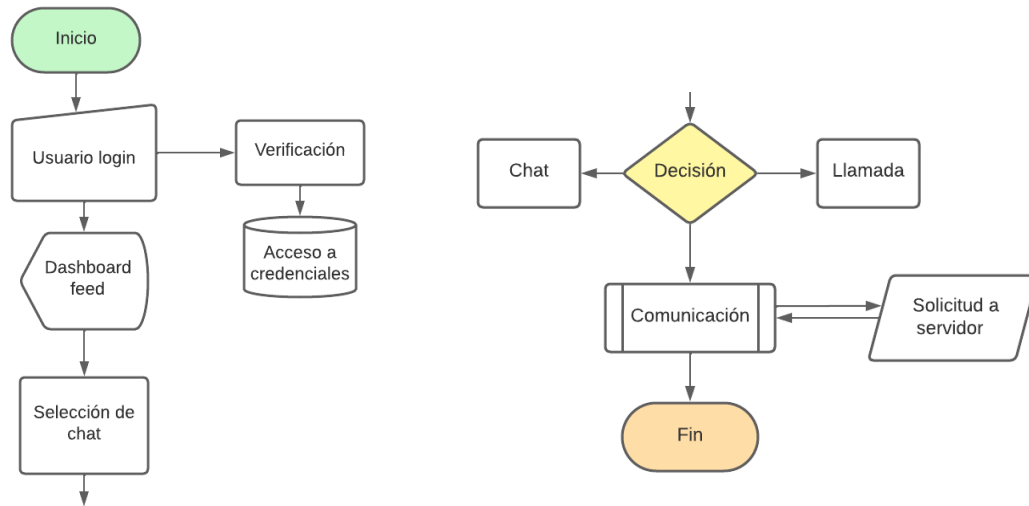 Inicio
Usuario login
Verificación
Acceso a
credenciales
Dashboard
feed
Selección de
chat
Chat
Decisión
Llamada
Comunicación
Solicitud a
servidor
Fin